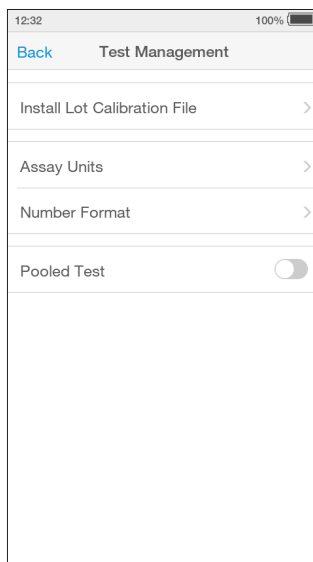 12:32 100%
Back Test Management
Install Lot Calibration File
Assay Units
Number Format
Pooled Test